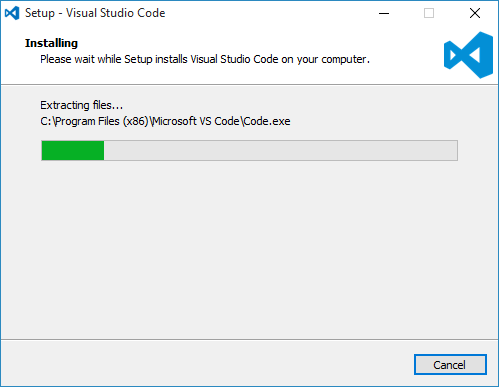 Setup - Visual Studio Code
Installing
Please wait while Setup installs Visual Studio Code on your computer.
Extracting files...
C:\Program Files (x86)\Microsoft VS Code\Code.exe
Cancel